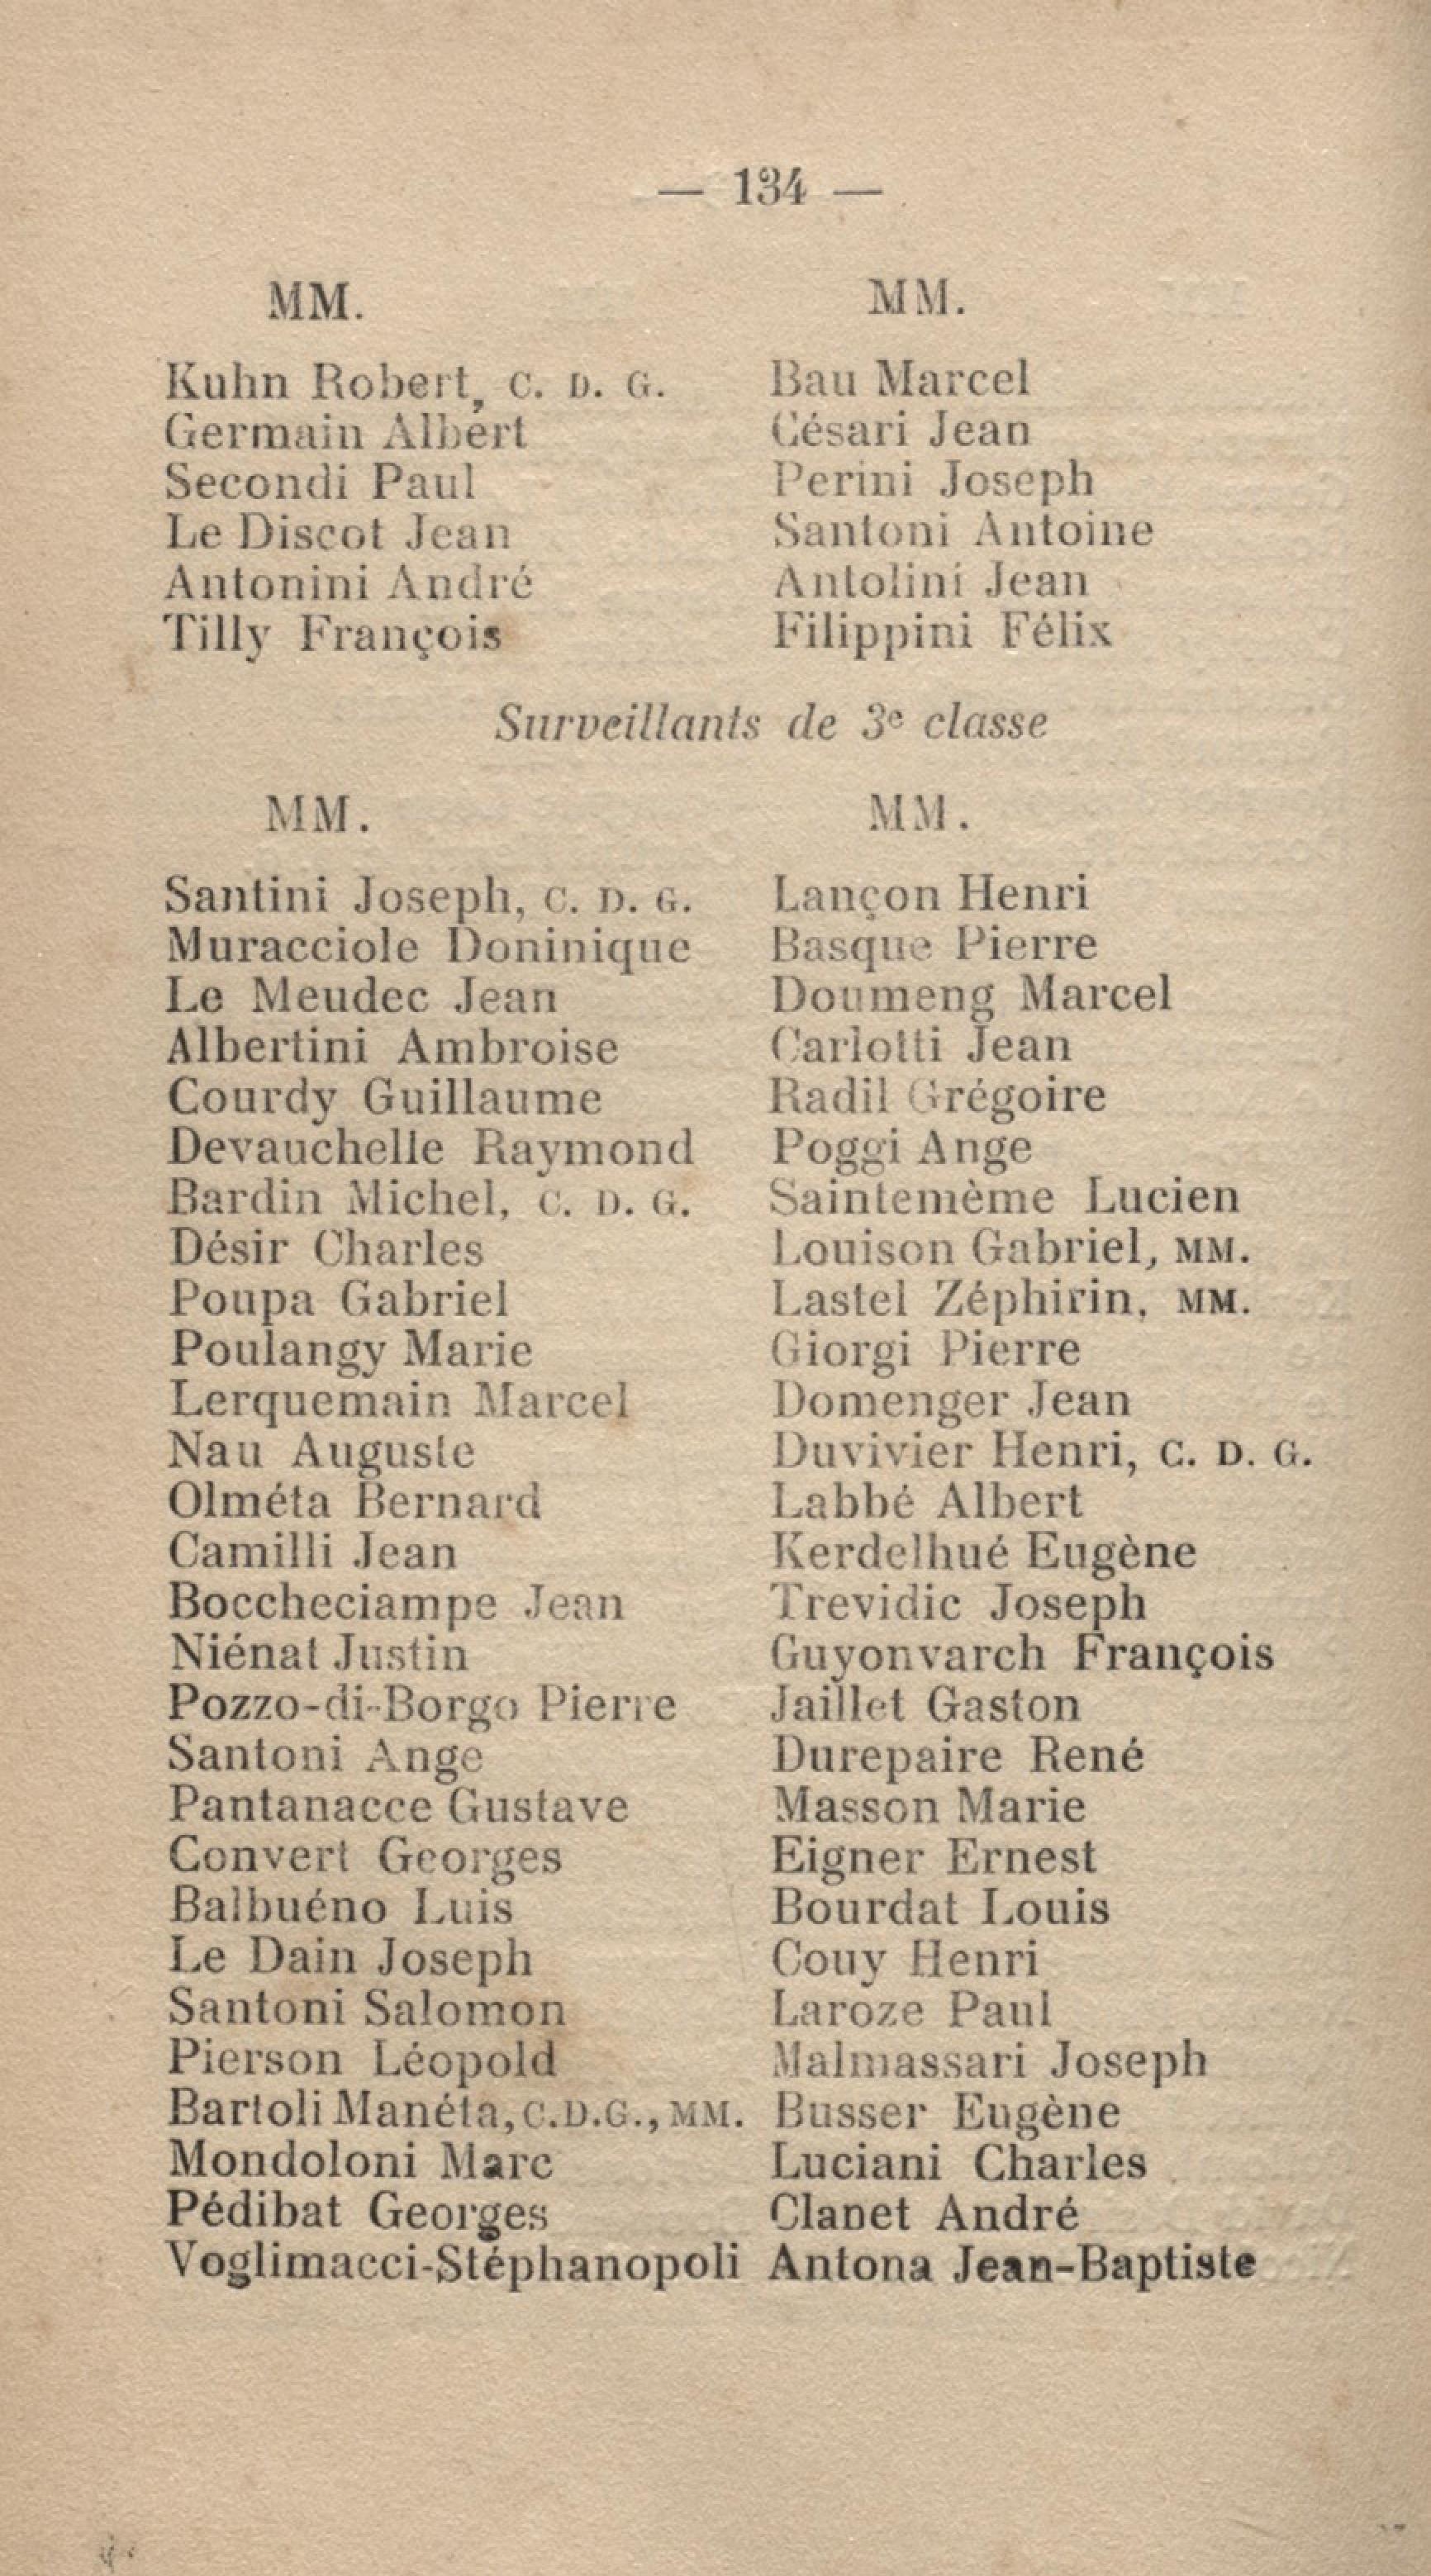 — 134 —
MM.
Kuhn Robert, C. D. G.
Germain Albert
Secondi Paul
Le Discot Jean
Antonini André
Tilly François
MM.
Bau Marcel
Césari Jean
Perini Joseph
Santoni Antoine
Antolini Jean
Filippini Félix
Surveillants de 3e classe
MM.
Santini Joseph, C. D. G.
Muracciole Doninique
Le Meudec Jean
Albertini Ambroise
Courdy Guillaume
Devauchelle Raymond
Bardin Michel, C. D. G.
Désir Charles
Poupa Gabriel
Poulangy Marie
Lerquemain Marcel
Nau Auguste
Olméta Bernard
Camilli Jean
Boccheciampe Jean
Niénat Justin
Pozzo-di-Borgo Pierre
Santoni Ange
Pantanacce Gustave
Convert Georges
Balbuéno Luis
Le Dain Joseph
Santoni Salomon
Pierson Léopold
Bartoli Manéta, C.D.G., MM.
Mondoloni Marc
Pédibat Georges
Voglimacci-Stéphanopoli
MM.
Lançon Henri
Basque Pierre
Doumeng Marcel
Carlotti Jean
Radil Grégoire
Poggi Ange
Saintemème Lucien
Louison Gabriel, MM.
Lastel Zéphirin, MM.
Giorgi Pierre
Domenger Jean
Duvivier Henri, C. D. G.
Labbé Albert
Kerdelhué Eugène
Trevidic Joseph
Guyonvarch François
Jaillet Gaston
Durepaire René
Masson Marie
Eigner Ernest
Bourdat Louis
Couy Henri
Laroze Paul
Malmassari Joseph
Busser Eugène
Luciani Charles
Clanet André
Antona Jean-Baptiste